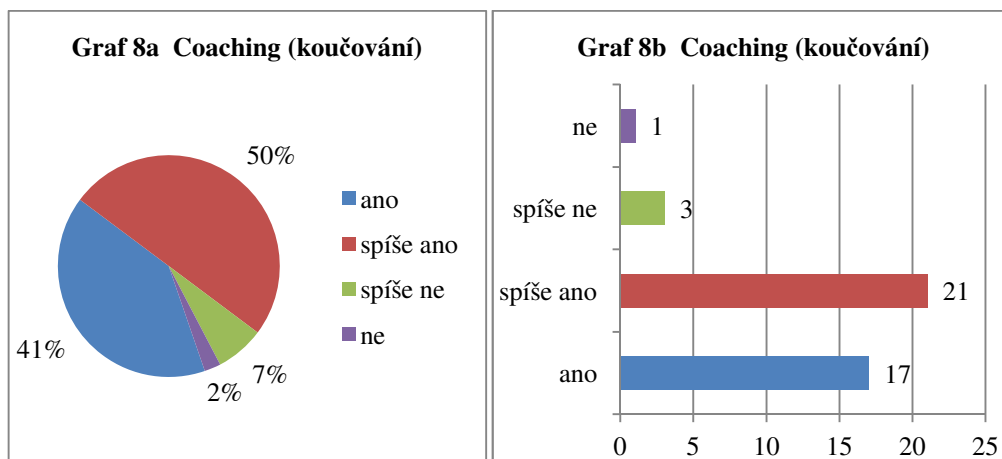 Graf 8a Coaching (koučování)
50%
41%
2%
7%
ano
spíše ano
spíše ne
ne
Graf 8b Coaching (koučování)
ne
1
spíše ne
3
spíše ano
21
ano
17
0 5 10 15 20 25